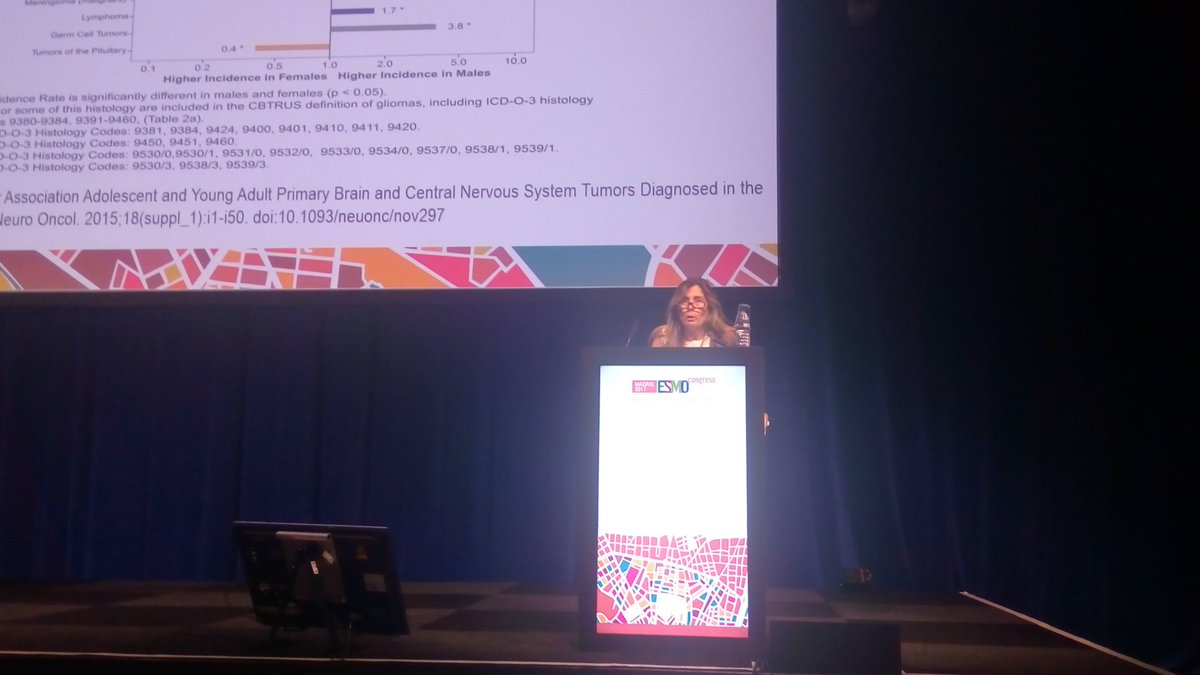 Meningioma (malignant)
1.7 *
Lymphoma
3.8 *
Germ Cell Tumors
0.4 *
Tumors of the Pituitary
0.1 0.2 0.5 1.0 2.0 5.0 10.0
Higher Incidence in Females Higher Incidence in Males
idence Rate is significantly different in males and females (p < 0.05).
or some of this histology are included in the CBTRUS definition of gliomas, including ICD-O-3 histology
s 9380-9384, 9391-9460, (Table 2a).
D-O-3 Histology Codes: 9381, 9384, 9424, 9400, 9401, 9410, 9411, 9420.
D-O-3 Histology Codes: 9450, 9451, 9460.
D-O-3 Histology Codes: 9530/0,9530/1, 9531/0, 9532/0, 9533/0, 9534/0, 9537/0, 9538/1, 9539/1.
D-O-3 Histology Codes: 9530/3, 9538/3, 9539/3.
Association Adolescent and Young Adult Primary Brain and Central Nervous System Tumors Diagnosed in the
Neuro Oncol. 2015;18(suppl_1):i1-i50. doi:10.1093/neuonc/nov297
MADRID
2017
ESMO congress